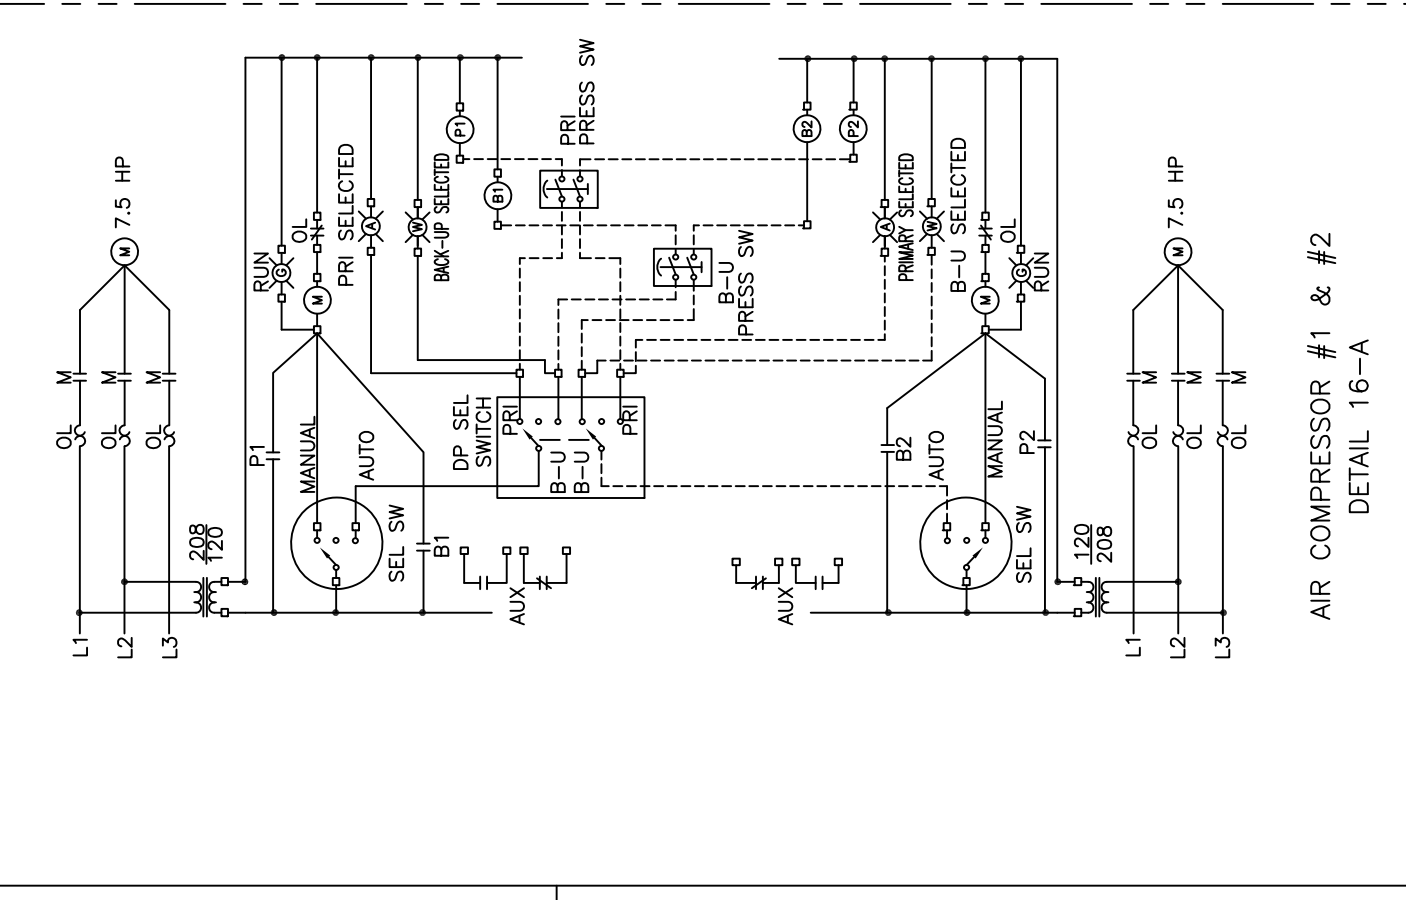 7.5 HP
M
M
M
M
OL
OL
OL
L1
L2
L3
208
120
RUN
G
OL
M
PRI SELECTED
A
BACK-UP SELECTED
W
P1
B1
PRI
PRESS SW
B-U
PRESS SW
P1
MANUAL
AUTO
SEL SW
B1
DP SEL
SWITCH
PRI
B-U
B-U
PRI
AUX
AUX
B2
P2
PRIMARY SELECTED
A
W
B-U SELECTED
M
OL
G
RUN
B2
AUTO
MANUAL
P2
SEL SW
120
208
7.5 HP
M
M
M
M
OL
OL
OL
L1
L2
L3
AIR COMPRESSOR #1 & #2
DETAIL 16-A